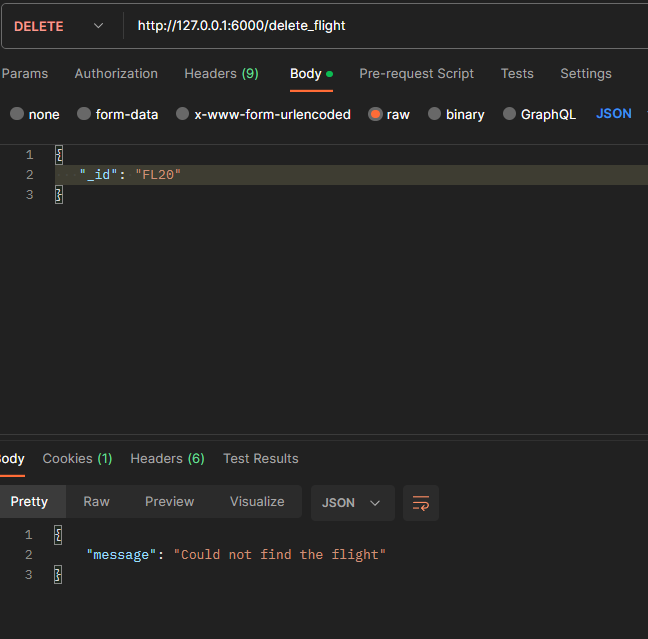 DELETE http://127.0.0.1:6000/delete_flight
Params Authorization Headers (9) Body Pre-request Script Tests Settings
none form-data x-www-form-urlencoded raw binary GraphQL JSON
1 {
2 "_id": "FL20"
3 }
Body Cookies (1) Headers (6) Test Results
Pretty Raw Preview Visualize JSON
1 {
2 "message": "Could not find the flight"
3 }